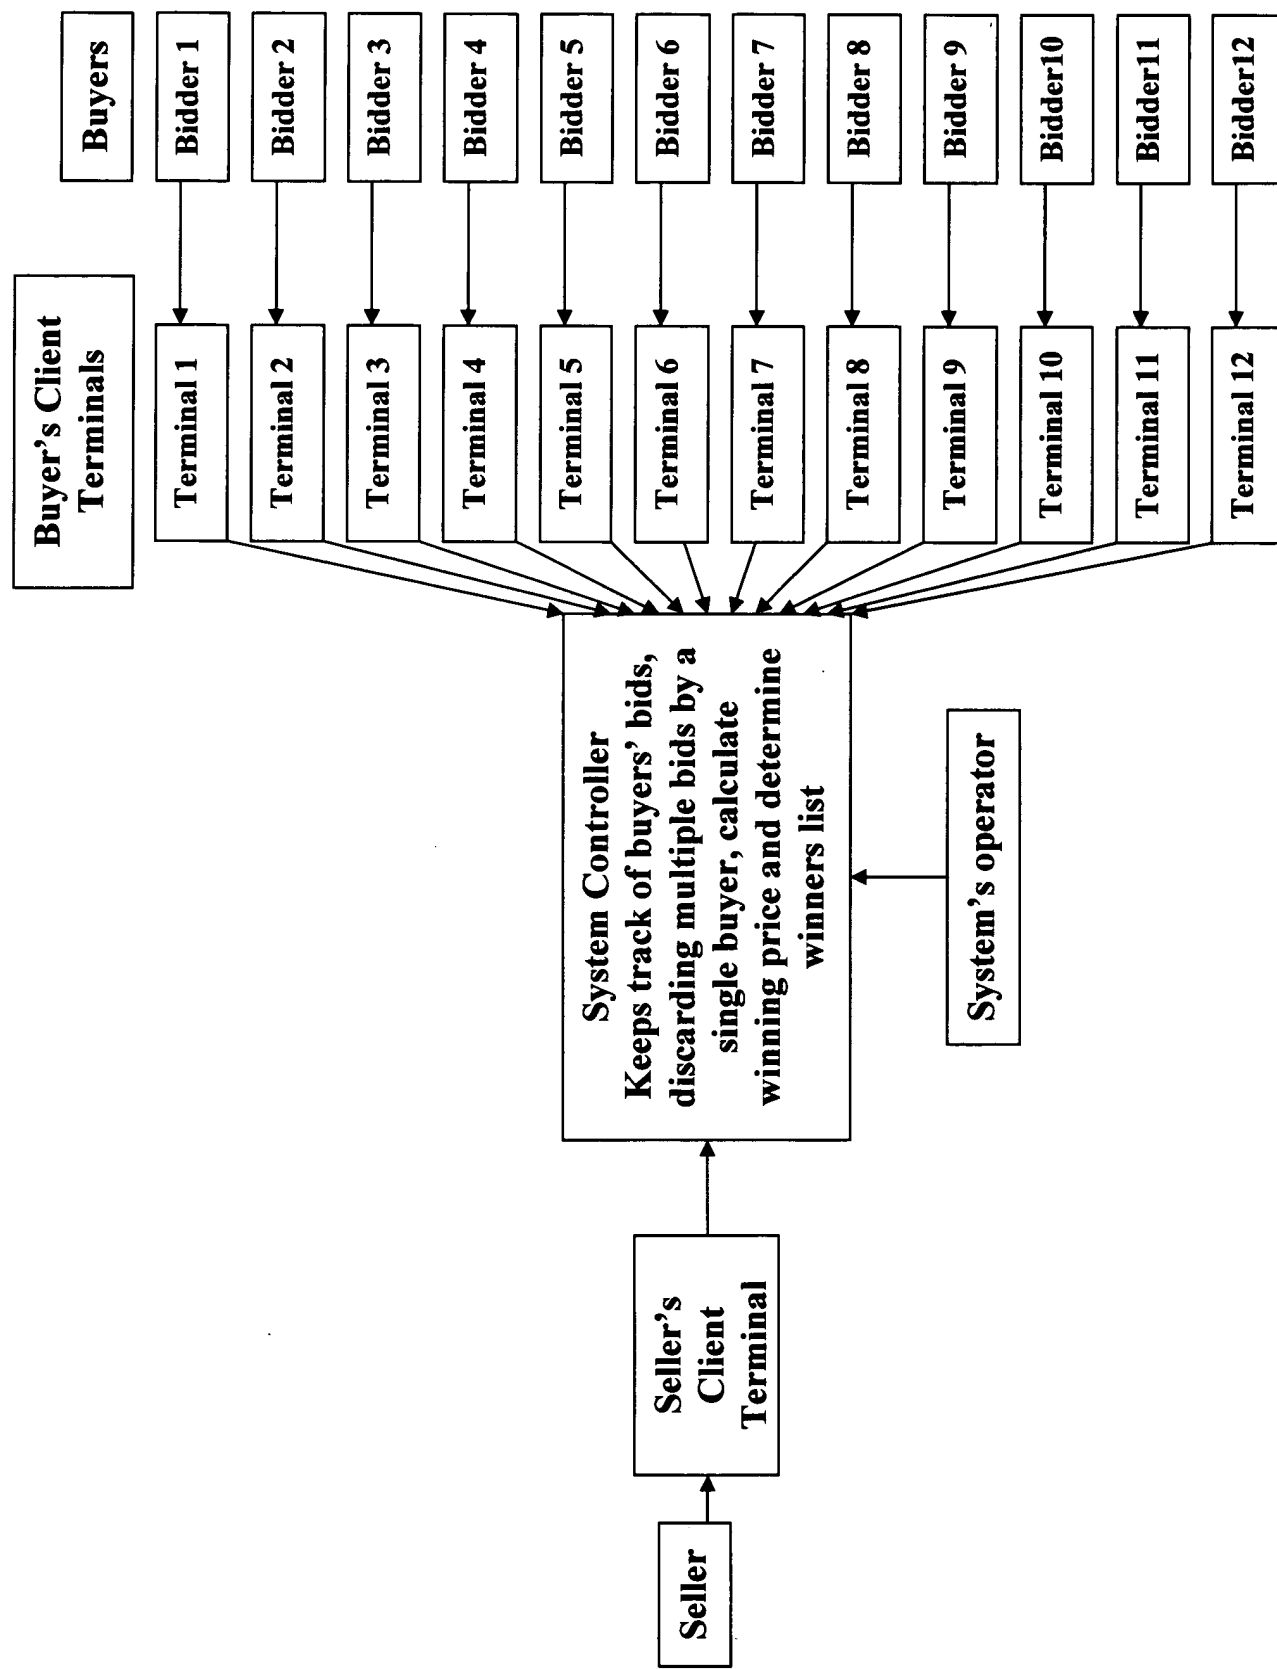 Seller
Seller's
Client
Terminal
System Controller
Keeps track of buyers' bids,
discarding multiple bids by a
single buyer, calculate
winning price and determine
winners list
System's operator
Buyer's Client
Terminals
Terminal 1
Terminal 2
Terminal 3
Terminal 4
Terminal 5
Terminal 6
Terminal 7
Terminal 8
Terminal 9
Terminal 10
Terminal 11
Terminal 12
Buyers
Bidder 1
Bidder 2
Bidder 3
Bidder 4
Bidder 5
Bidder 6
Bidder 7
Bidder 8
Bidder 9
Bidder10
Bidder11
Bidder12